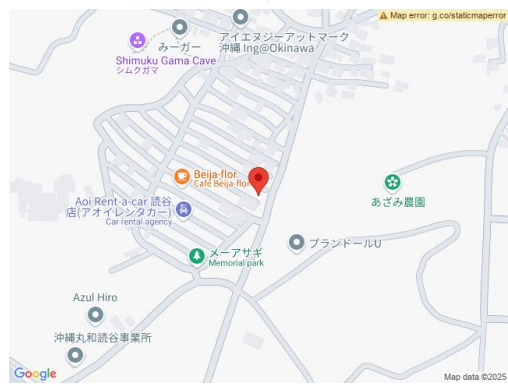 Map error: g.co/staticmaperror
アイエヌジーアットマーク
沖縄 Ing@Okinawa
みーガー
Shimuku Gama Cave
シムクガマ
Beija-flor
Café Beija-flor
Aoi Rent-a-car 読谷
店(アオイレンタカー)
Car rental agency
あざみ農園
メーアサギ
Memorial park
ブランドールU
Azul Hiro
沖縄丸和読谷事業所
Google
Map data ©2025